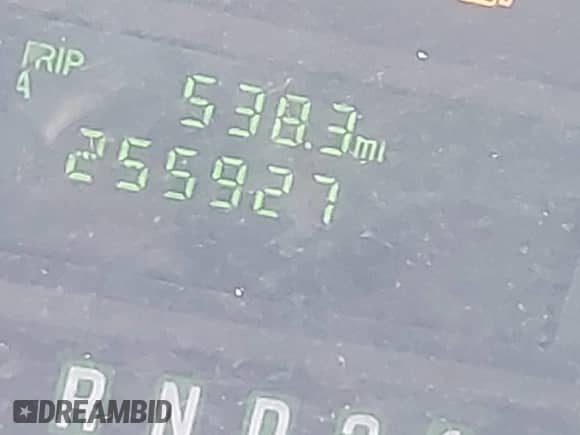 TRIP
A
538.3mi
255927
R N D
DREAMBID